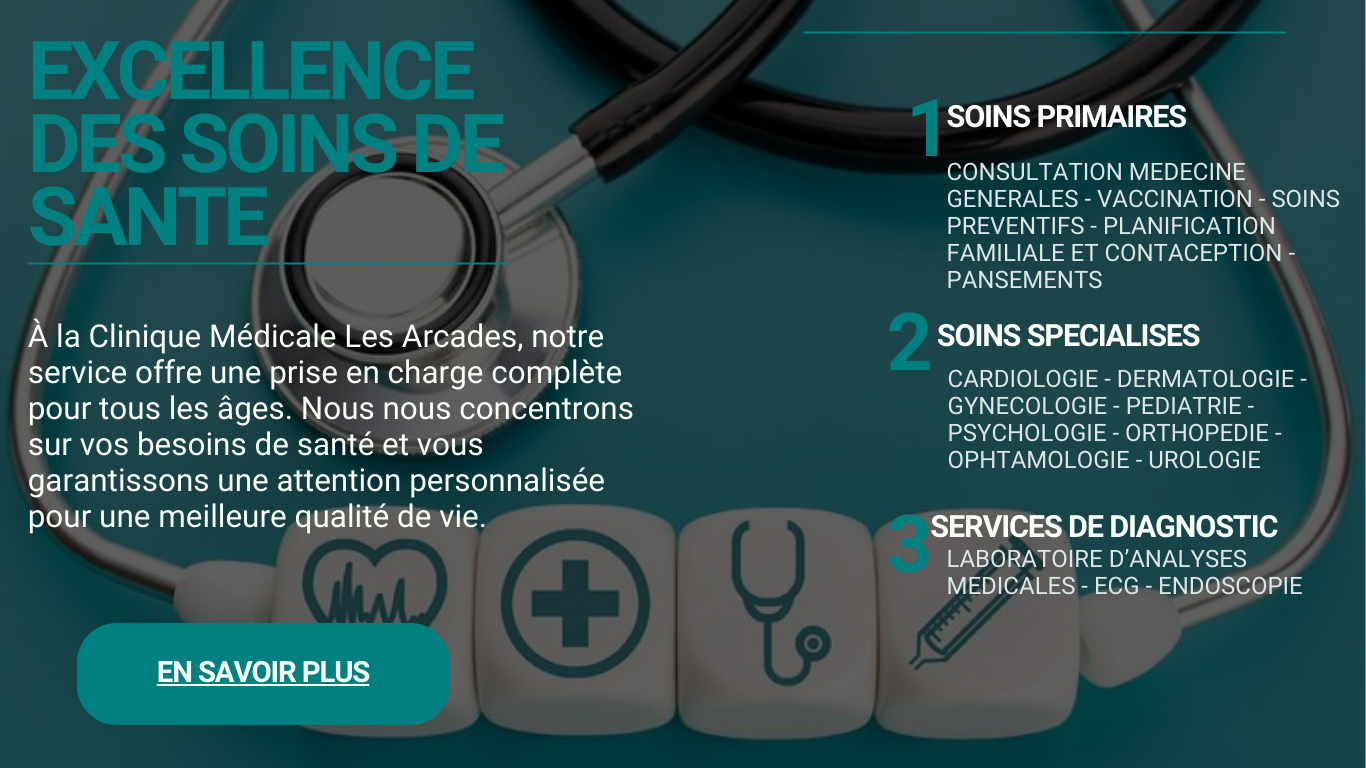 EXCELLENCE
DES SOINS DE
SANTE
À la Clinique Médicale Les Arcades, notre
service offre une prise en charge complète
pour tous les âges. Nous nous concentrons
sur vos besoins de santé et vous
garantissons une attention personnalisée
pour une meilleure qualité de vie.
EN SAVOIR PLUS
1 SOINS PRIMAIRES
CONSULTATION MEDECINE
GENERALES - VACCINATION - SOINS
PREVENTIFS - PLANIFICATION
FAMILIALE ET CONTACEPTION -
PANSEMENTS
2 SOINS SPECIALISES
CARDIOLOGIE - DERMATOLOGIE -
GYNECOLOGIE - PEDIATRIE -
PSYCHOLOGIE - ORTHOPEDIE -
OPHTAMOLOGIE - UROLOGIE
3 SERVICES DE DIAGNOSTIC
LABORATOIRE D’ANALYSES
MEDICALES - ECG - ENDOSCOPIE